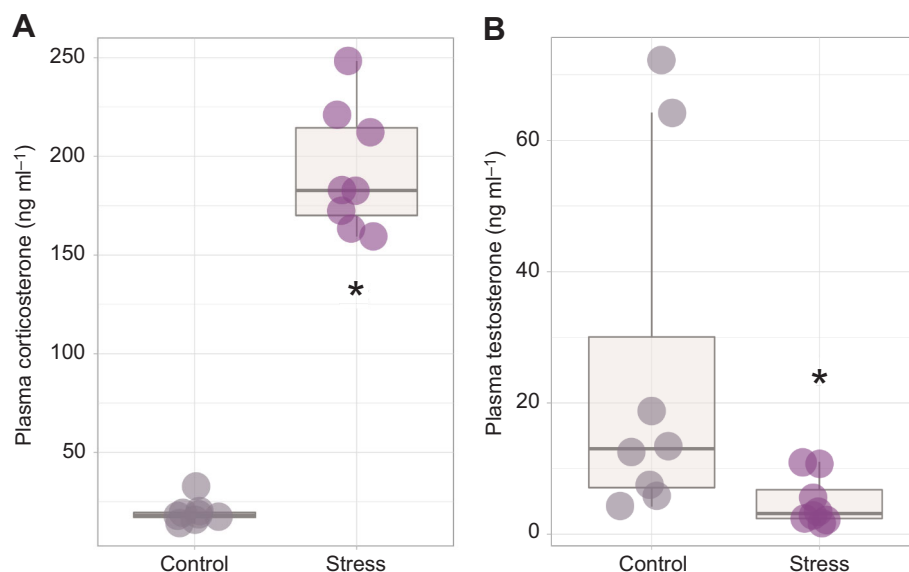 A
Plasma corticosterone (ng ml⁻¹)
250
200
150
100
50
*
Control Stress
B
Plasma testosterone (ng ml⁻¹)
60
40
20
0
*
Control Stress